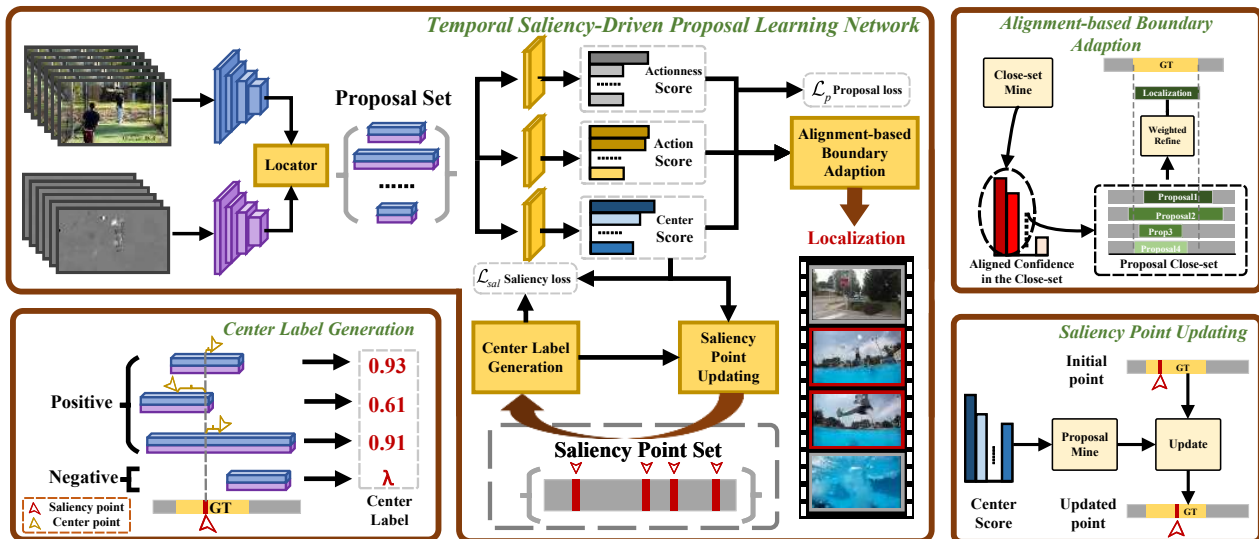 Temporal Saliency-Driven Proposal Learning Network
Proposal Set
Locator
Actionness
Score
Action
Score
Center
Score
ℒp Proposal loss
Alignment-based
Boundary
Adaption
Localization
ℒsal Saliency loss
Center Label
Generation
Saliency
Point
Updating
Saliency Point Set
Center Label Generation
Positive
Negative
0.93
0.61
0.91
λ
GT
Center
Label
Saliency point
Center point
Alignment-based Boundary
Adaption
Close-set
Mine
GT
Localization
Weighted
Refine
Proposal1
Proposal2
Prop3
Proposal4
Proposal Close-set
Aligned Confidence
in the Close-set
Saliency Point Updating
Initial
point
GT
Proposal
Mine
Update
Center
Score
Updated
point
GT